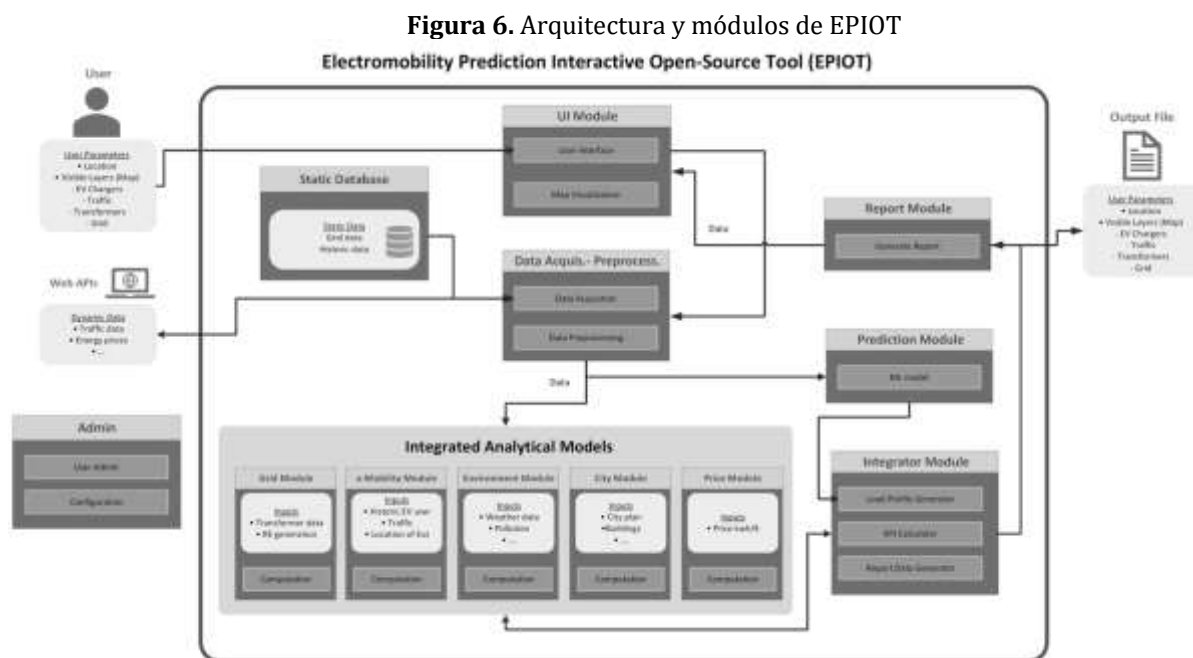 Figura 6. Arquitectura y módulos de EPIOT
Electromobility Prediction Interactive Open-Source Tool (EPIOT)
User
User Parameters
• Location
• Visible Layers (Map)
- EV Chargers
- Traffic
- Transformers
- Grid
Web APIs
Dynamic Data
• Traffic data
• Energy prices
• ...
Admin
User Admin
Configuration
Static Database
Static Data
Grid data
Historic data
UI Module
User Interface
Map Visualization
Data Acquis.- Preprocess.
Data Acquisition
Data Preprocessing
Data
Data
Report Module
Generate Report
Output File
User Parameters
• Location
• Visible Layers (Map)
- EV Chargers
- Traffic
- Transformers
- Grid
Prediction Module
model
Integrator Module
Load Profile Generator
KPI Calculator
Report Data Generator
Integrated Analytical Models
Grid Module
Inputs
• Transformer data
• RE generation
Computation
e-Mobility Module
Inputs
• Historic EV user
• Traffic
• Location of
Computation
Environment Module
Inputs
• Weather data
• Pollution
• ...
Computation
City Module
Inputs
• City plan
•Buildings
• ...
Computation
Price Module
Inputs
• Price
Computation